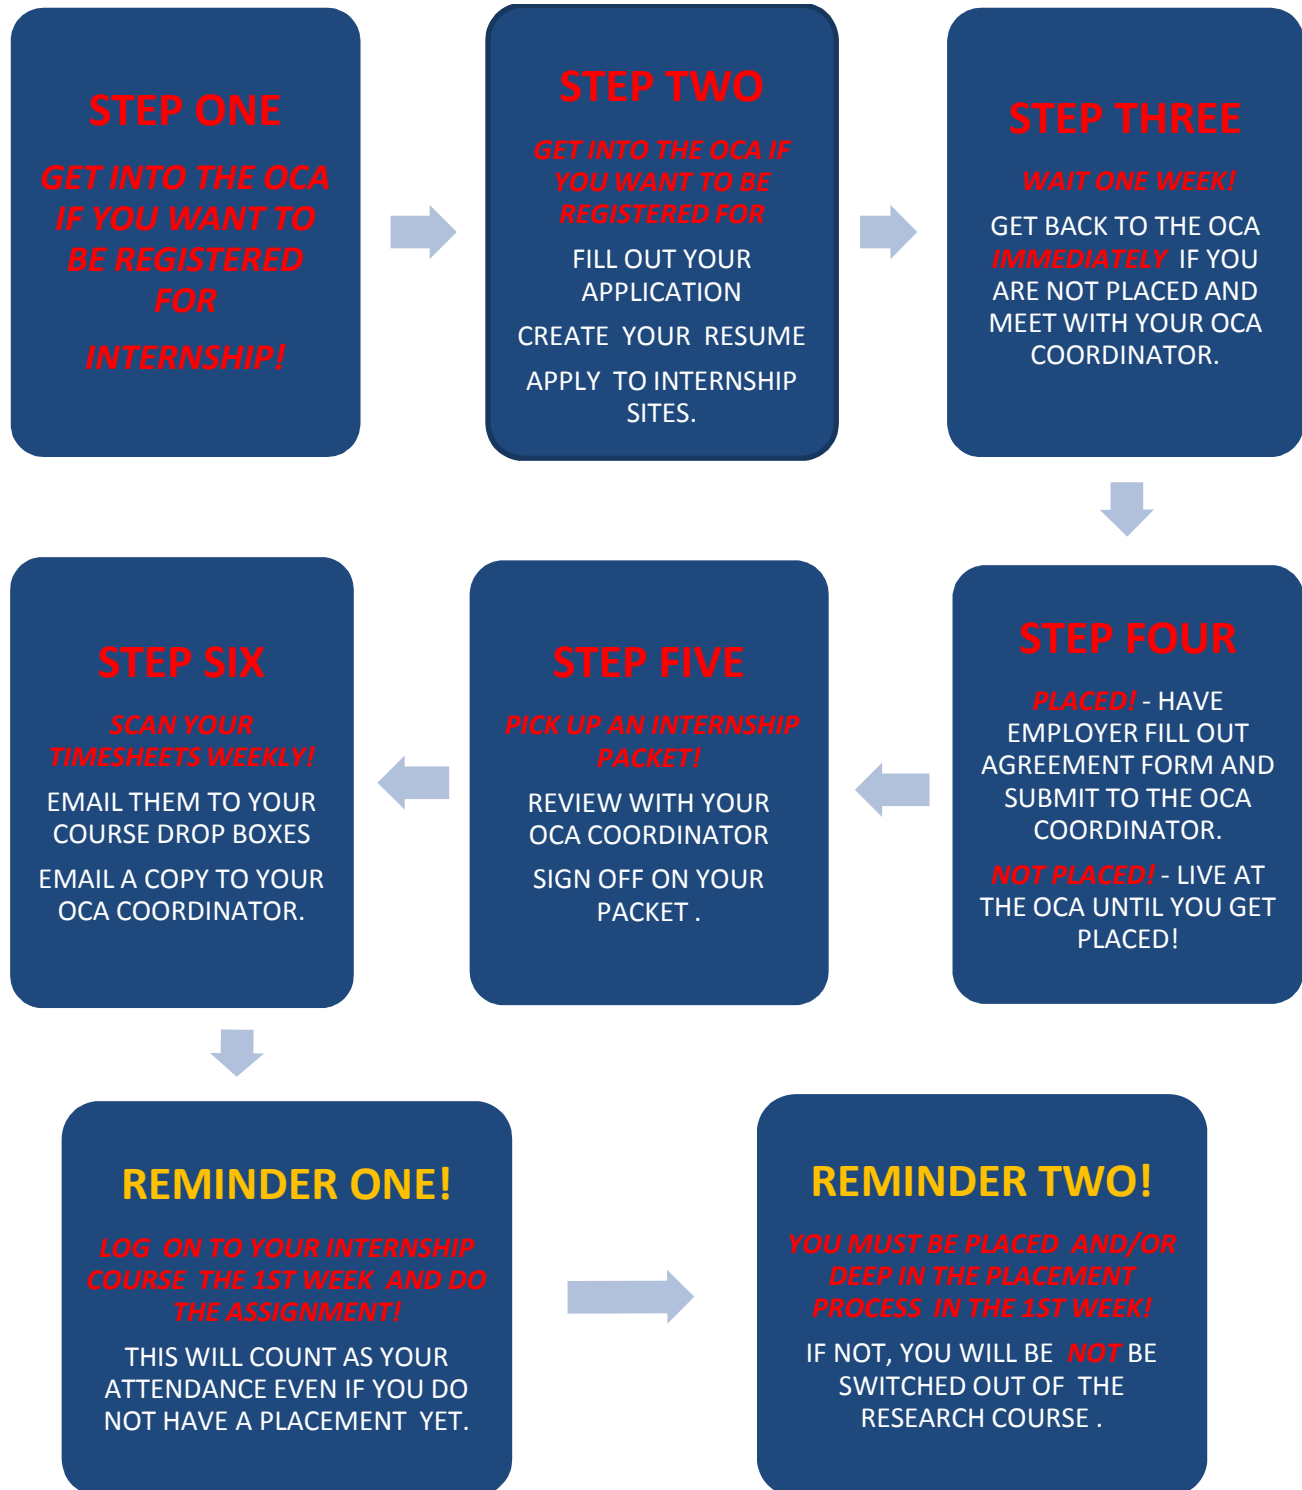 STEP ONE
GET INTO THE OCA
IF YOU WANT TO
BE REGISTERED
FOR
INTERNSHIP!
STEP TWO
GET INTO THE OCA IF
YOU WANT TO BE
REGISTERED FOR
FILL OUT YOUR
APPLICATION
CREATE YOUR RESUME
APPLY TO INTERNSHIP
SITES.
STEP THREE
WAIT ONE WEEK!
GET BACK TO THE OCA
IMMEDIATELY IF YOU
ARE NOT PLACED AND
MEET WITH YOUR OCA
COORDINATOR.
STEP FOUR
PLACED! - HAVE
EMPLOYER FILL OUT
AGREEMENT FORM AND
SUBMIT TO THE OCA
COORDINATOR.
NOT PLACED! - LIVE AT
THE OCA UNTIL YOU GET
PLACED!
STEP FIVE
PICK UP AN INTERNSHIP
PACKET!
REVIEW WITH YOUR
OCA COORDINATOR
SIGN OFF ON YOUR
PACKET .
STEP SIX
SCAN YOUR
TIMESHEETS WEEKLY!
EMAIL THEM TO YOUR
COURSE DROP BOXES
EMAIL A COPY TO YOUR
OCA COORDINATOR.
REMINDER ONE!
LOG ON TO YOUR INTERNSHIP
COURSE THE 1ST WEEK AND DO
THE ASSIGNMENT!
THIS WILL COUNT AS YOUR
ATTENDANCE EVEN IF YOU DO
NOT HAVE A PLACEMENT YET.
REMINDER TWO!
YOU MUST BE PLACED AND/OR
DEEP IN THE PLACEMENT
PROCESS IN THE 1ST WEEK!
IF NOT, YOU WILL BE NOT BE
SWITCHED OUT OF THE
RESEARCH COURSE .